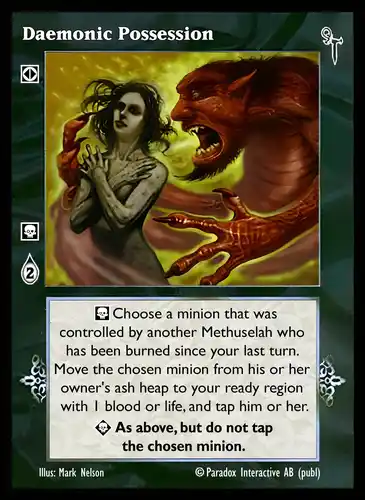 Daemonic Possession
2
Choose a minion that was
controlled by another Methuselah who
has been burned since your last turn.
Move the chosen minion from his or her
owner's ash heap to your ready region
with 1 blood or life, and tap him or her.
As above, but do not tap
the chosen minion.
Illus: Mark Nelson © Paradox Interactive AB (publ)